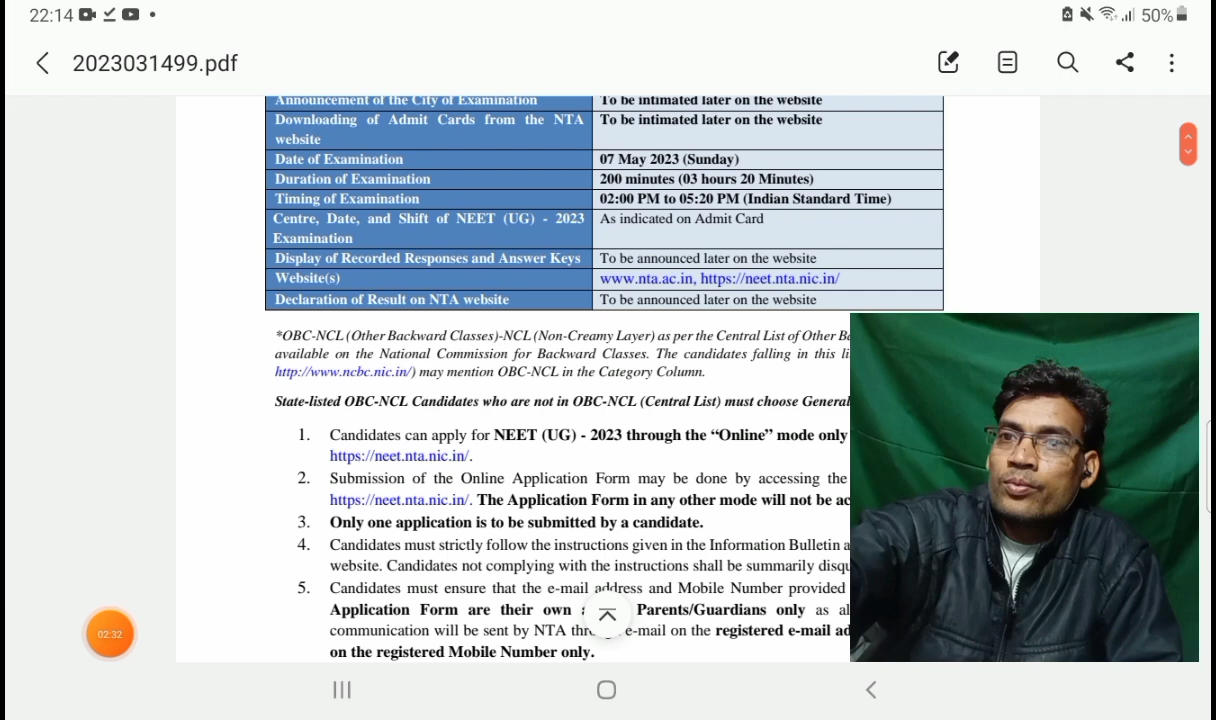 22:14
50%
2023031499.pdf
Announcement of the City of Examination To be intimated later on the website
Downloading of Admit Cards from the NTA To be intimated later on the website
website
Date of Examination 07 May 2023 (Sunday)
Duration of Examination 200 minutes (03 hours 20 Minutes)
Timing of Examination 02:00 PM to 05:20 PM (Indian Standard Time)
Centre, Date, and Shift of NEET (UG) - 2023 As indicated on Admit Card
Examination
Display of Recorded Responses and Answer Keys To be announced later on the website
Website(s) www.nta.ac.in, https://neet.nta.nic.in/
Declaration of Result on NTA website To be announced later on the website
*OBC-NCL (Other Backward Classes)-NCL (Non-Creamy Layer) as per the Central List of Other Ba
available on the National Commission for Backward Classes. The candidates falling in this li
http://www.ncbc.nic.in/) may mention OBC-NCL in the Category Column.
State-listed OBC-NCL Candidates who are not in OBC-NCL (Central List) must choose General
1. Candidates can apply for NEET (UG) - 2023 through the “Online” mode only
https://neet.nta.nic.in/.
2. Submission of the Online Application Form may be done by accessing the
https://neet.nta.nic.in/. The Application Form in any other mode will not be ac
3. Only one application is to be submitted by a candidate.
4. Candidates must strictly follow the instructions given in the Information Bulletin a
website. Candidates not complying with the instructions shall be summarily disqu
5. Candidates must ensure that the e-mail address and Mobile Number provided
Application Form are their own Parents/Guardians only as al
communication will be sent by NTA thr e-mail on the registered e-mail ad
on the registered Mobile Number only.
02:32